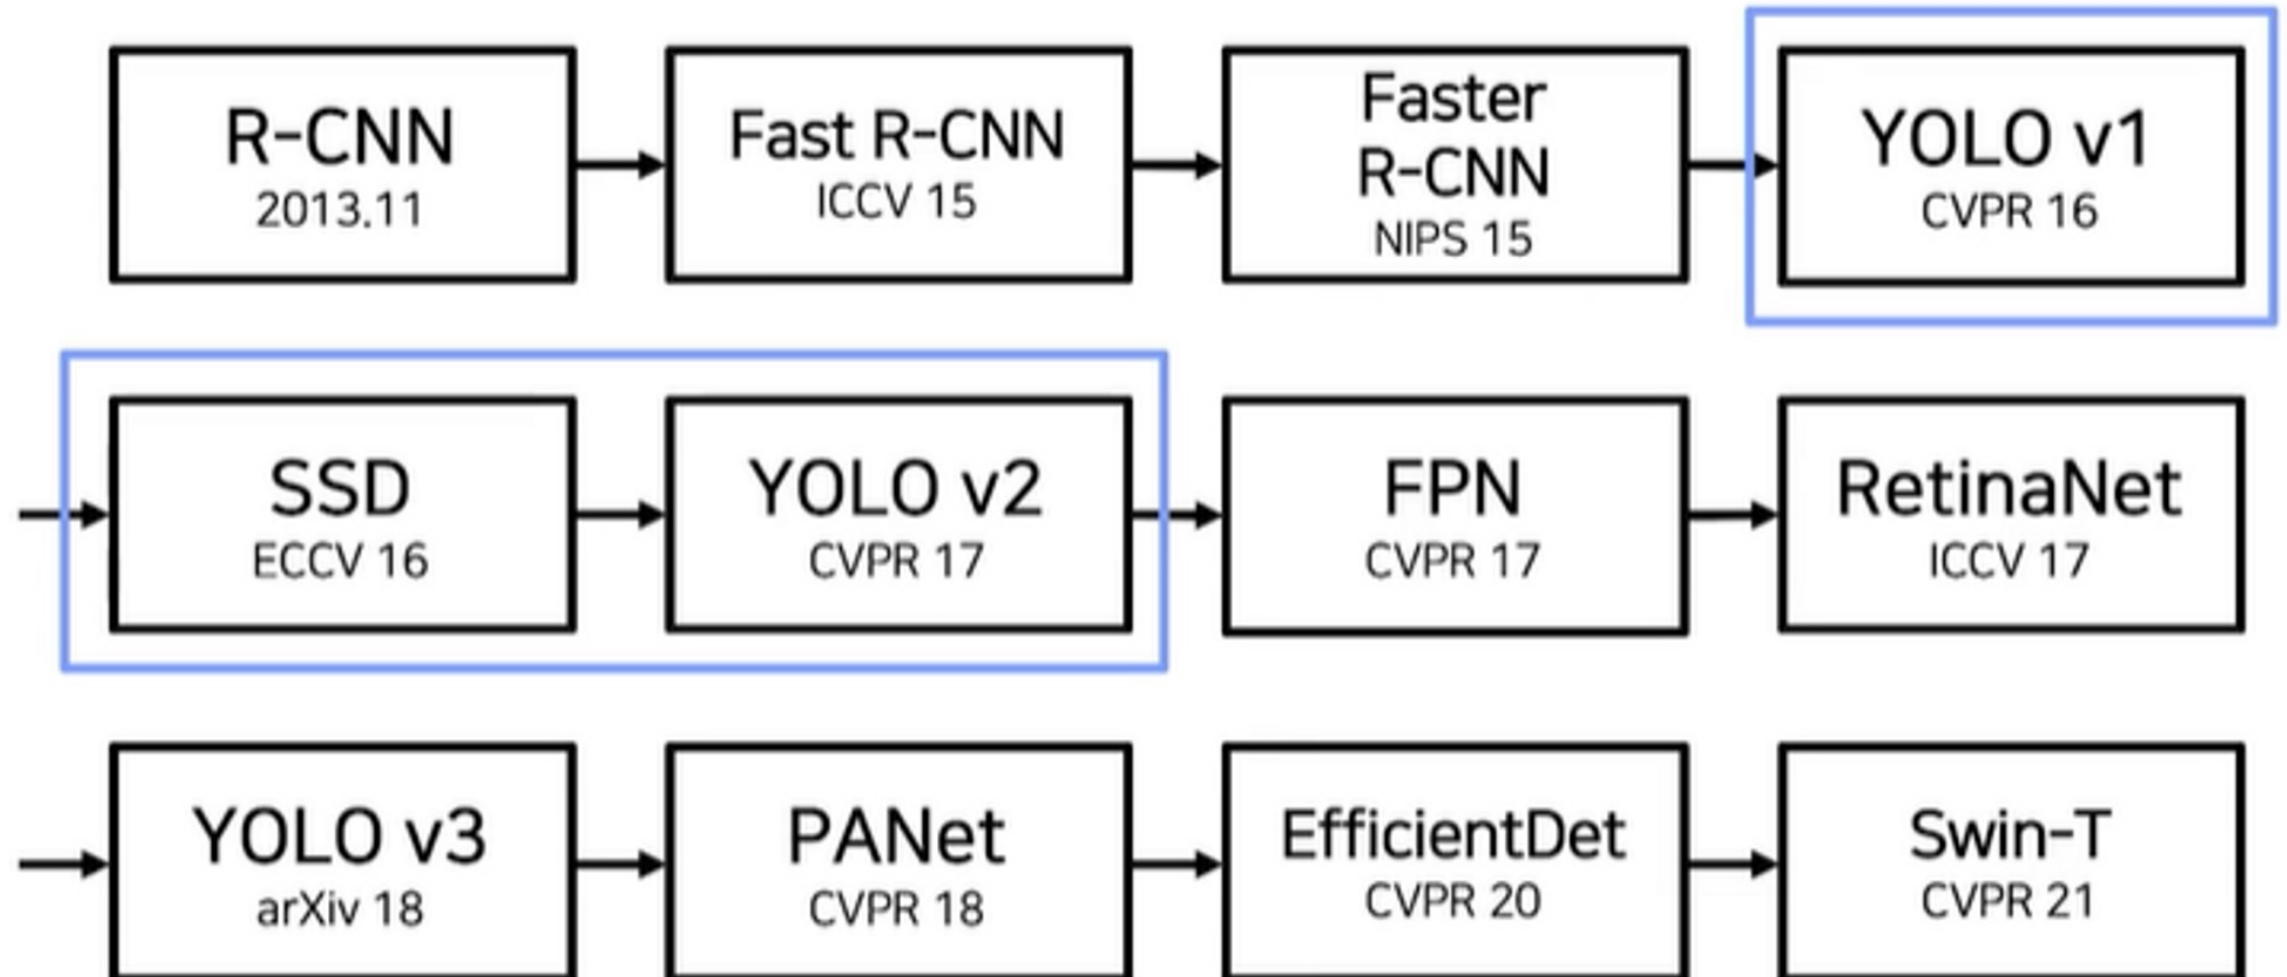 R-CNN
2013.11
Fast R-CNN
ICCV 15
Faster
R-CNN
NIPS 15
YOLO v1
CVPR 16
SSD
ECCV 16
YOLO v2
CVPR 17
FPN
CVPR 17
RetinaNet
ICCV 17
YOLO v3
arXiv 18
PANet
CVPR 18
EfficientDet
CVPR 20
Swin-T
CVPR 21